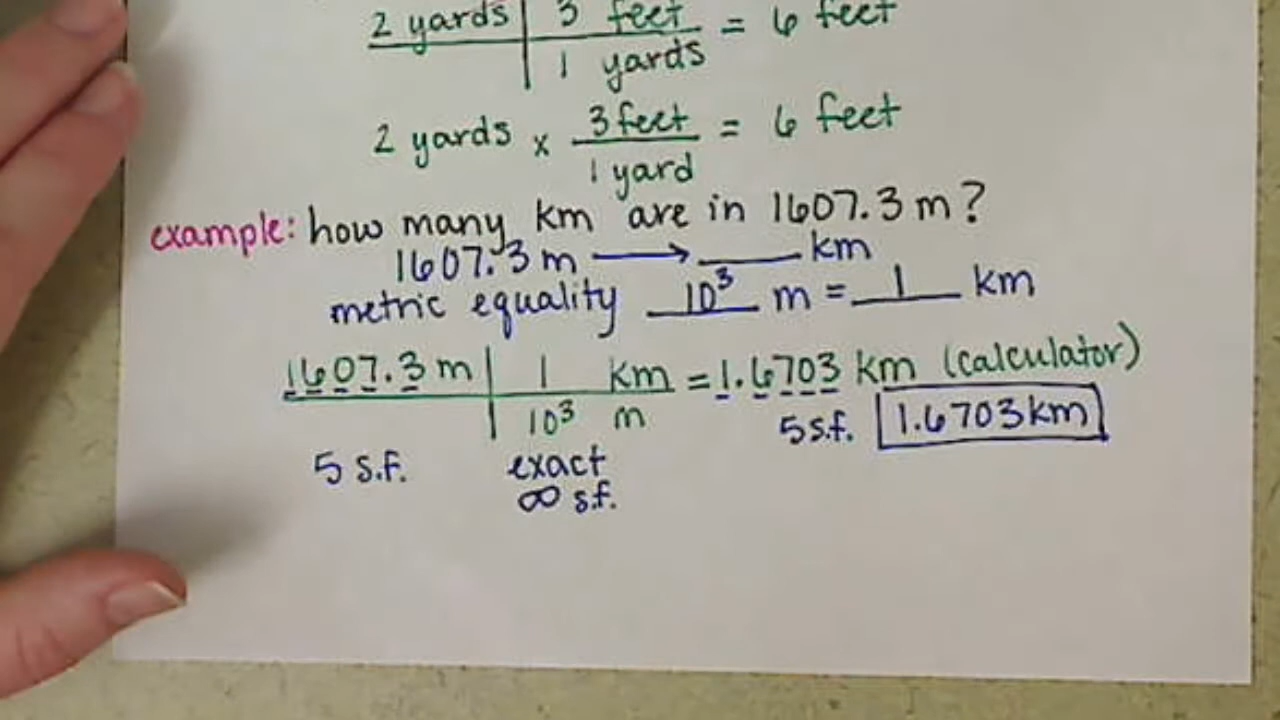 2 yards | 3 feet = 6 feet
1 yards
2 yards x 3 feet = 6 feet
1 yard
example: how many km are in 1607.3 m?
1607.3 m → ____ km
metric equality 10³ m = 1 km
1607.3 m | 1 km = 1.6703 km (calculator)
10³ m
5 s.f. 1.6703 km
5 s.f. exact
∞ s.f.